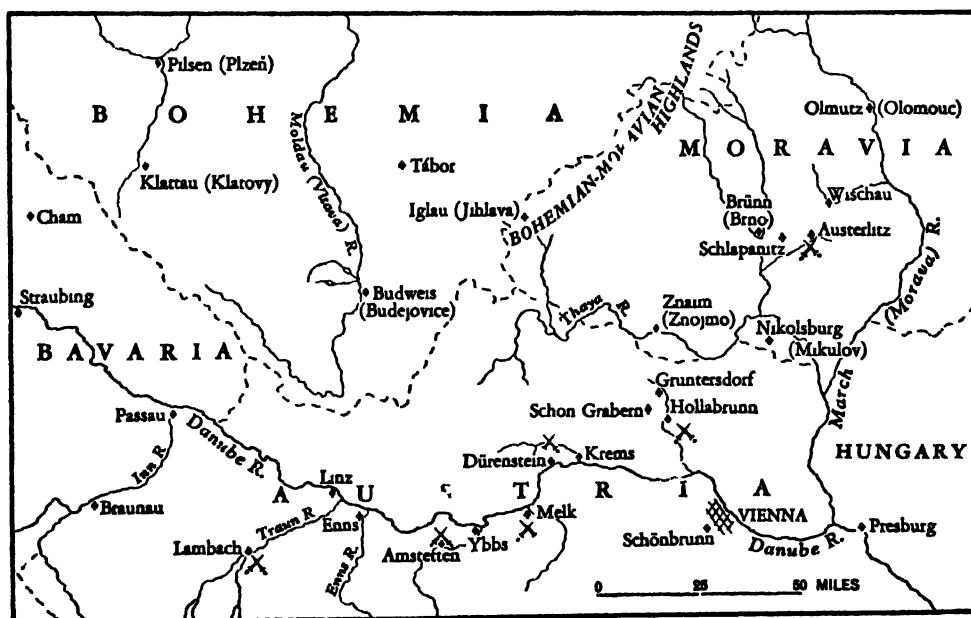 Pilsen (Plzeň)
BOHEMIA
Moldau (Vltava) R.
Tábor
Klattau (Klatovy)
Cham
Iglau (Jihlava)
BOHEMIAN-MORAVIAN HIGHLANDS
Olmutz (Olomouc)
MORAVIA
Wischau
Brünn
(Brno)
Austerlitz
Schlapanitz
Straubing
Budweis
(Budejovice)
Thaya R.
Znaim
(Znojmo)
Nikolsburg
(Mikulov)
March (Morava) R.
BAVARIA
Gruntersdorf
Schon Grabern
Hollabrunn
Passau
Danube R.
Inn R
HUNGARY
Dürenstein
Krems
Linz
AUSTRIA
Braunau
Traun R
Enns
Melk
VIENNA
Lambach
Enns R.
Amstetten
Ybbs
Schönbrunn
Danube R.
Presburg
0 25 50 MILES